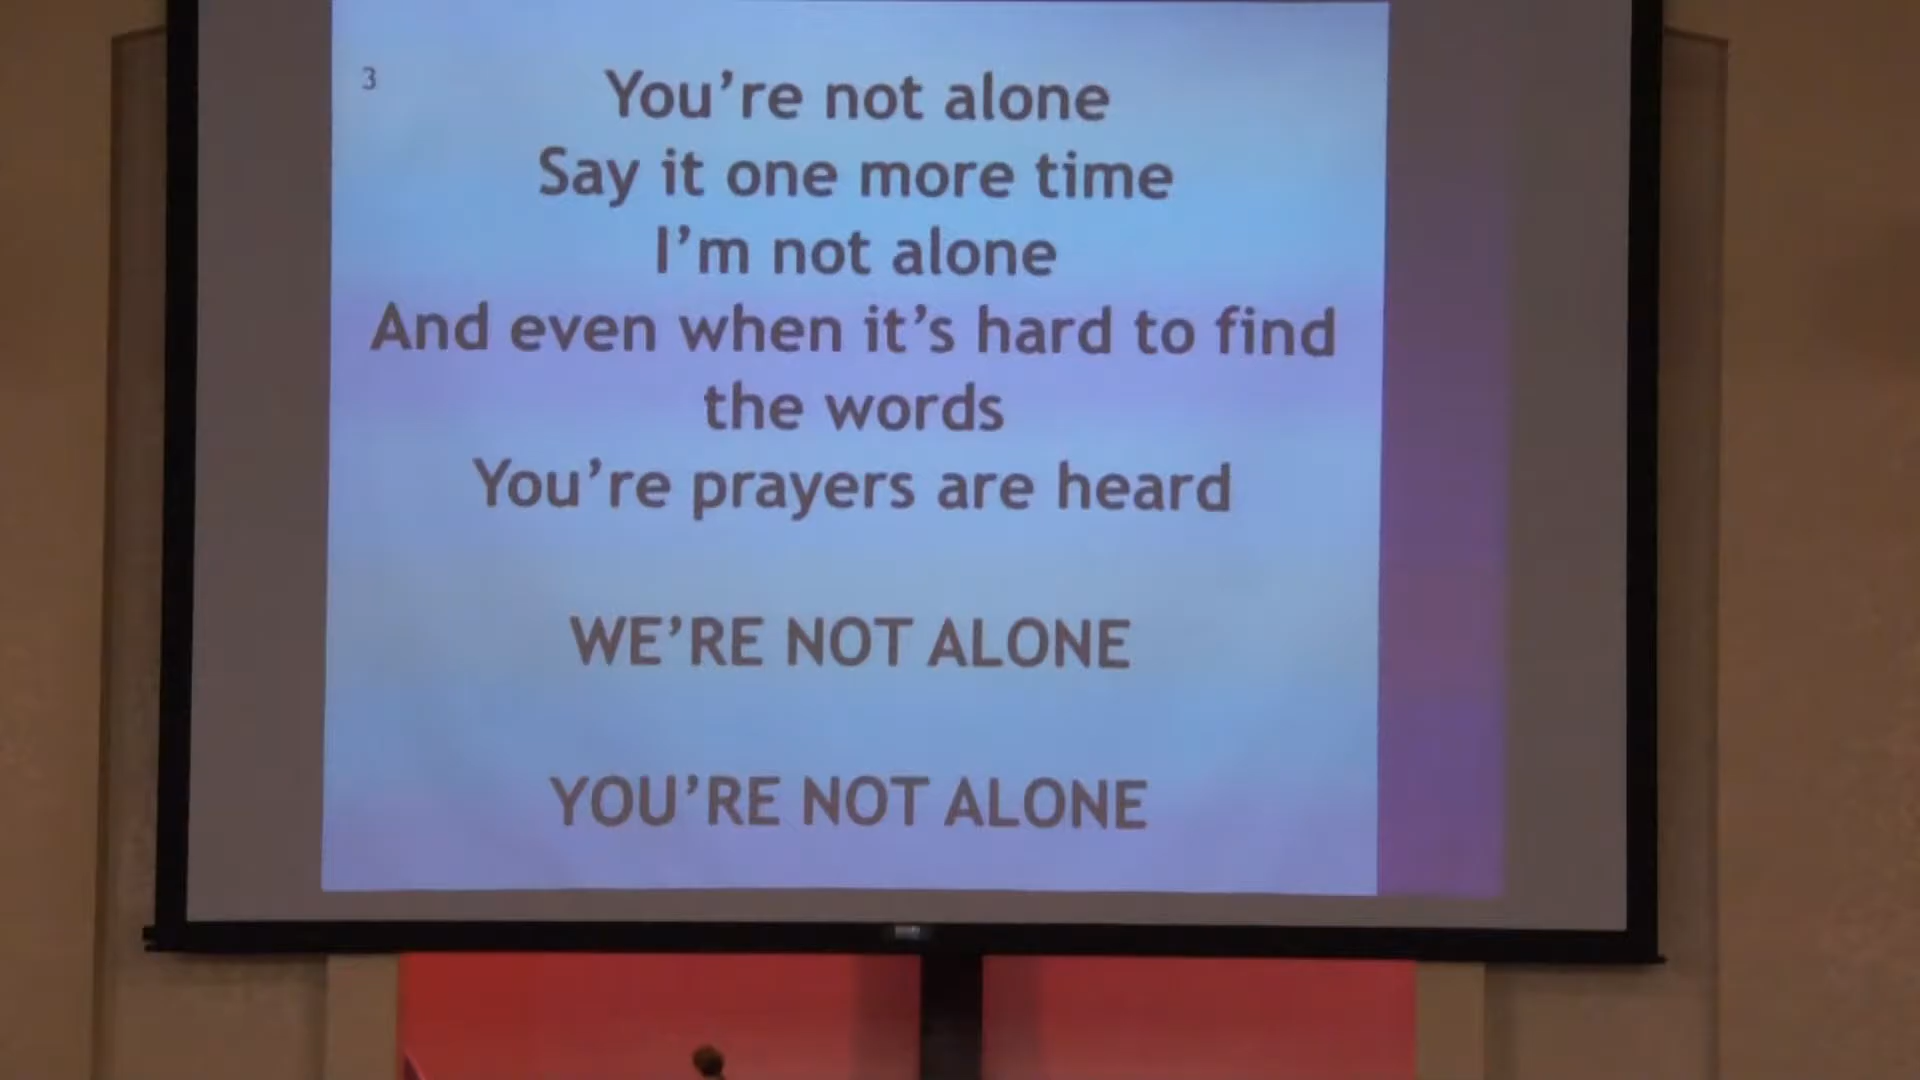 3
You’re not alone
Say it one more time
I’m not alone
And even when it’s hard to find
the words
You’re prayers are heard
WE’RE NOT ALONE
YOU’RE NOT ALONE